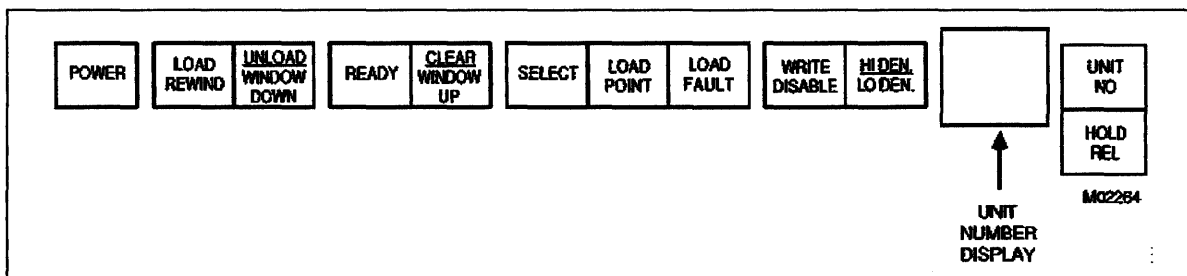 POWER
LOAD
REWIND
UNLOAD
WINDOW
DOWN
READY
CLEAR
WINDOW
UP
SELECT
LOAD
POINT
LOAD
FAULT
WRITE
DISABLE
HI DEN.
LO DEN.
UNIT
NO
HOLD
REL
M02264
UNIT
NUMBER
DISPLAY